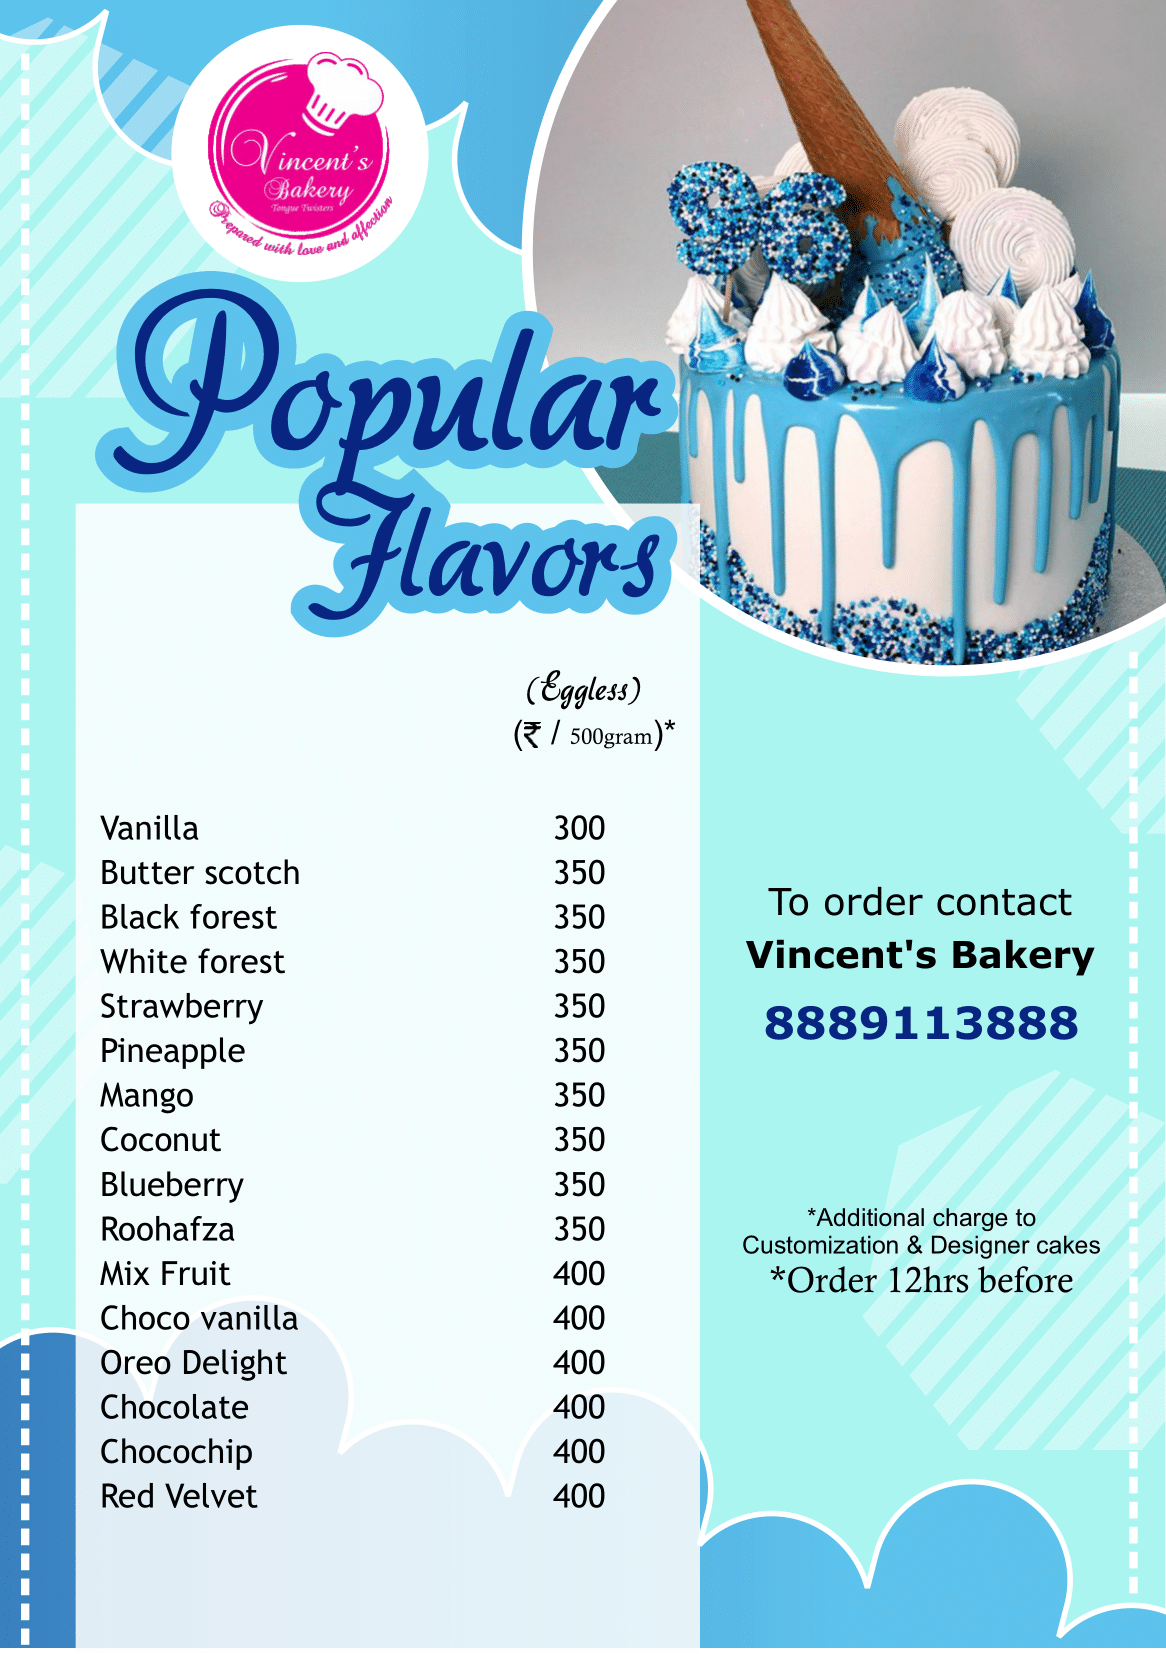 Vincent's
Bakery
Tongue Twisters
Prepared with love and affection
96
Popular
Flavors
(Eggless)
(₹ / 500gram)*
Vanilla 300
Butter scotch 350
Black forest 350
White forest 350
Strawberry 350
Pineapple 350
Mango 350
Coconut 350
Blueberry 350
Roohafza 350
Mix Fruit 400
Choco vanilla 400
Oreo Delight 400
Chocolate 400
Chocochip 400
Red Velvet 400
To order contact
Vincent's Bakery
8889113888
*Additional charge to
Customization & Designer cakes
*Order 12hrs before